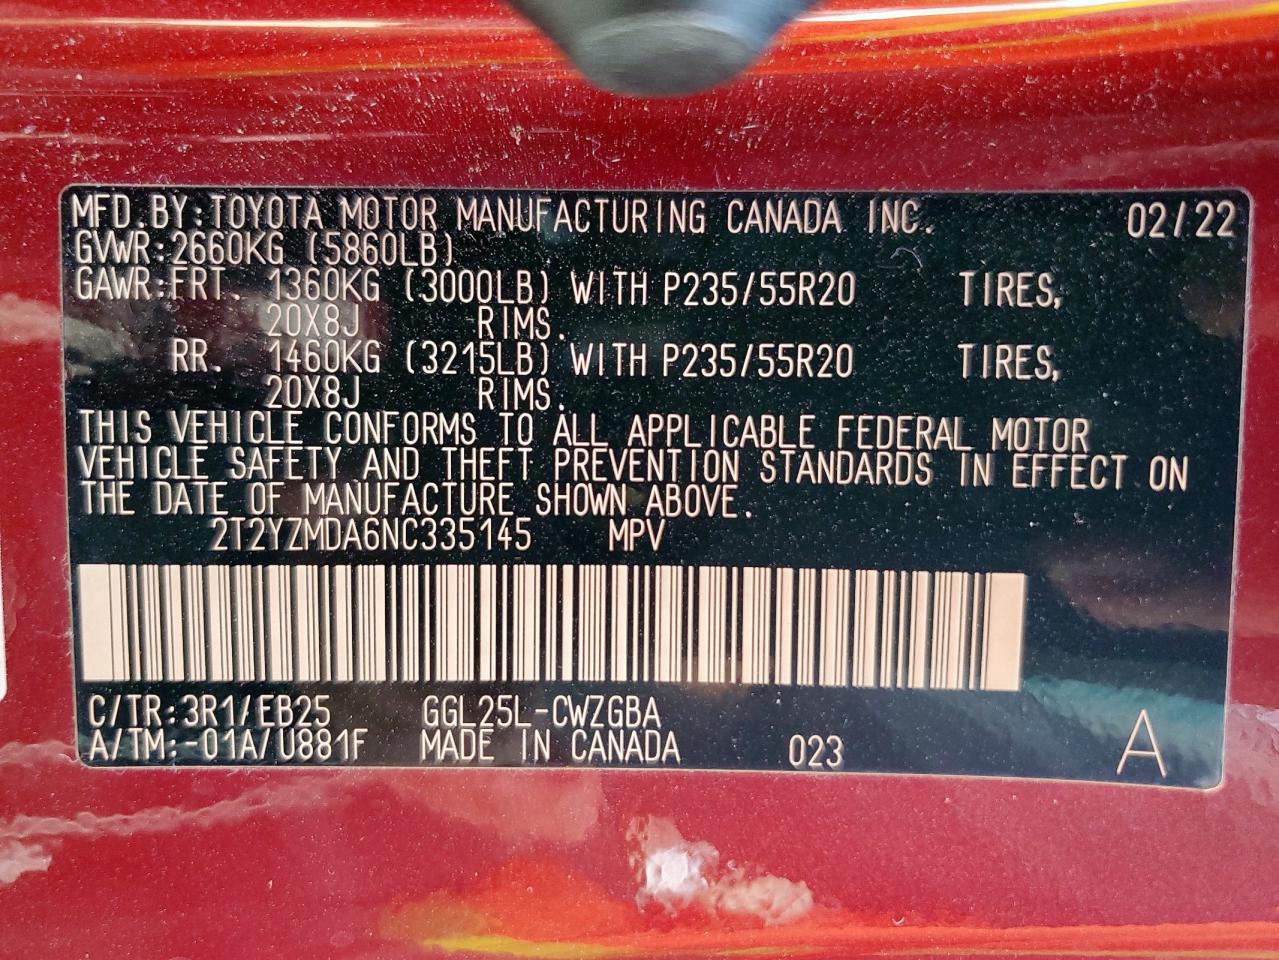 MFD.BY:TOYOTA MOTOR MANUFACTURING CANADA INC. 02/22
GVWR:2660KG (5860LB)
GAWR:FRT. 1360KG (3000LB) WITH P235/55R20 TIRES,
20X8J RIMS.
RR. 1460KG (3215LB) WITH P235/55R20 TIRES,
20X8J RIMS.
THIS VEHICLE CONFORMS TO ALL APPLICABLE FEDERAL MOTOR
VEHICLE SAFETY AND THEFT PREVENTION STANDARDS IN EFFECT ON
THE DATE OF MANUFACTURE SHOWN ABOVE.
2T2YZMDA6NC335145 MPV
C/TR:3R1/EB25 GGL25L-CWZGBA
A/TM:-01A/U881F MADE IN CANADA 023 A